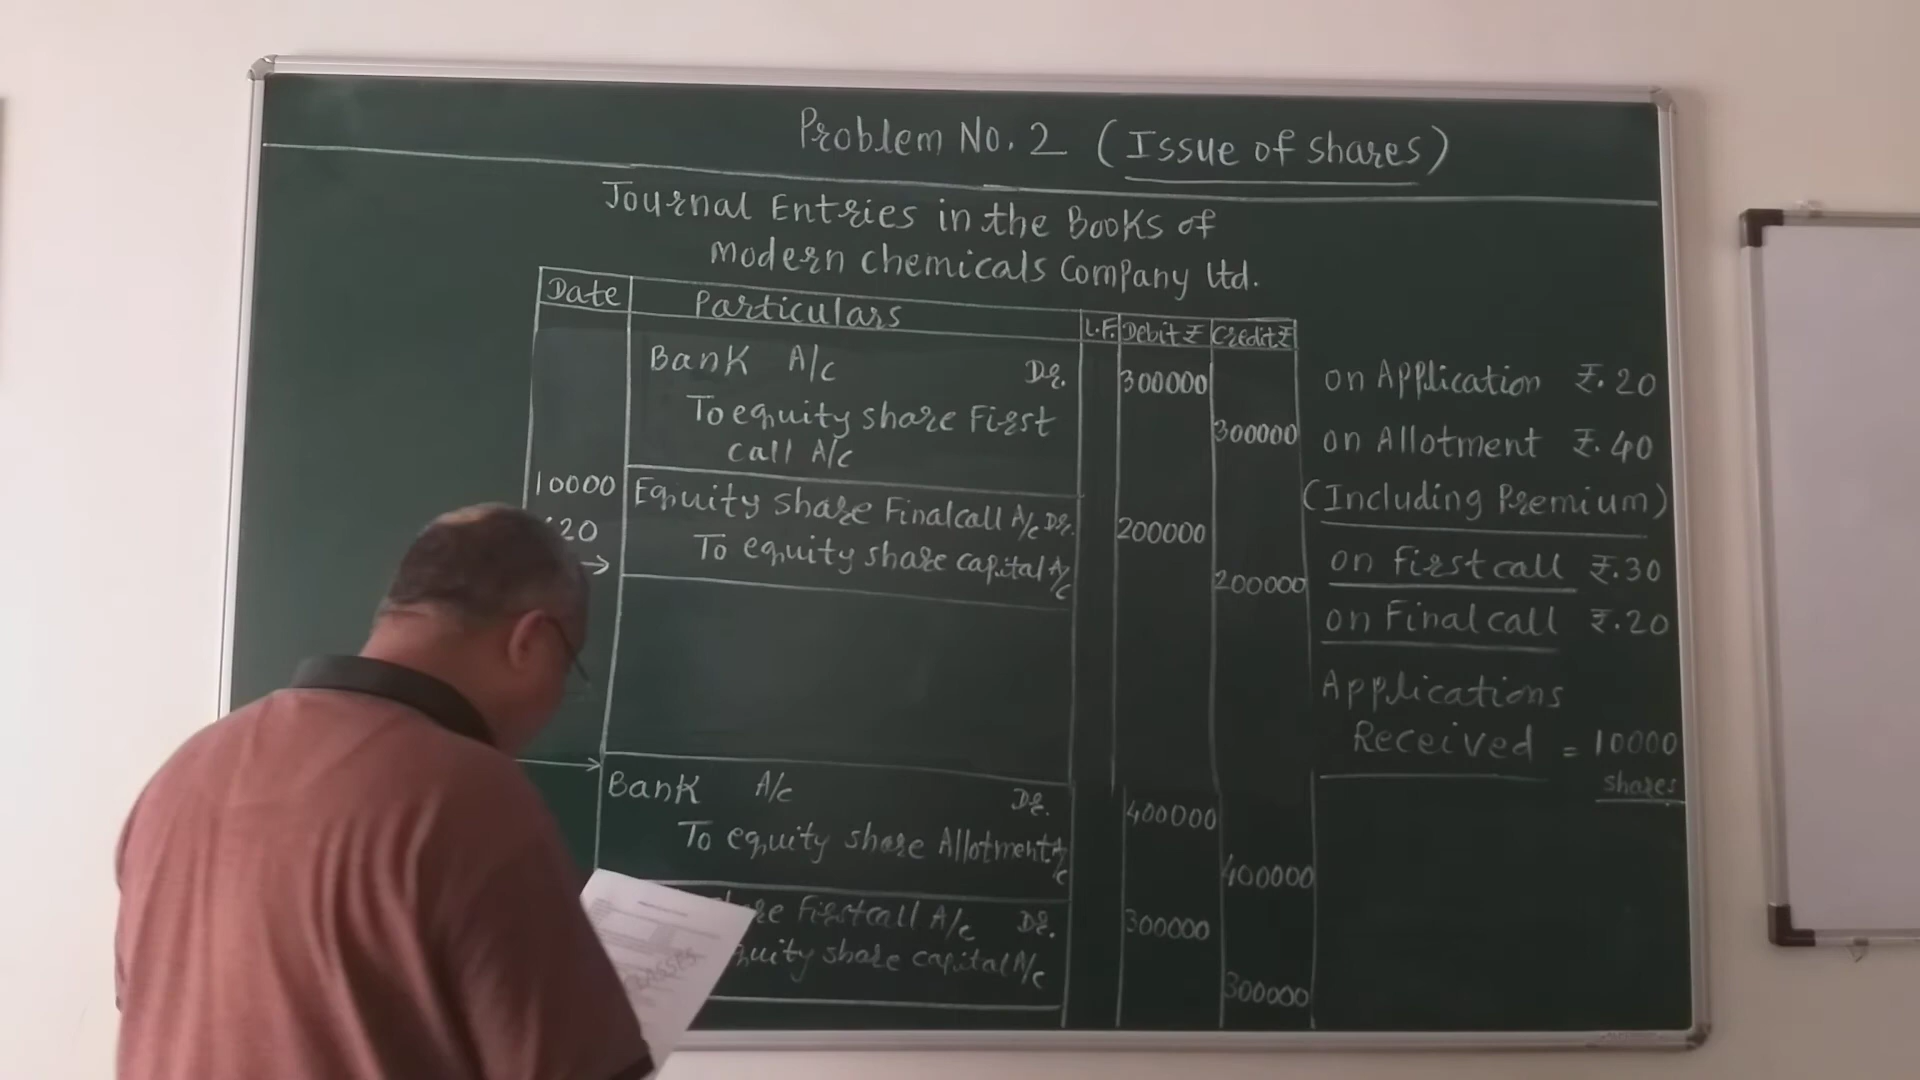 Problem No. 2 (Issue of shares)
Journal Entries in the Books of
Modern Chemicals Company Ltd.
Date Particulars L.F. Debit ₹ Credit ₹
Bank A/c Dr. 300000
To equity share First 300000
call A/c
10000 Equity share Final call A/c Dr. 200000
20 To equity share capital A/c 200000
→
→
Bank A/c Dr. 400000
To equity share Allotment A/c 400000
First call A/c Dr. 300000
share capital A/c 300000
on Application ₹. 20
on Allotment ₹. 40
(Including Premium)
on First call ₹. 30
on Final call ₹. 20
Applications
Received = 10000
shares